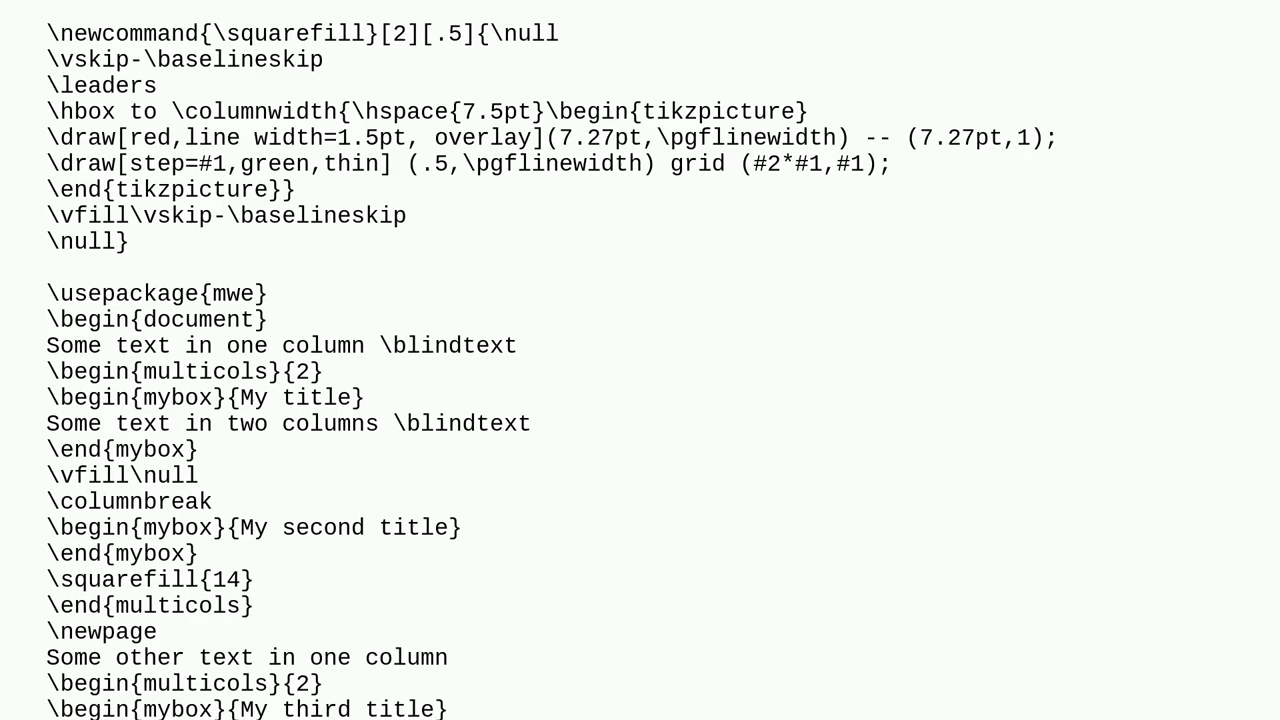 \newcommand{\squarefill}[2][.5]{\null
\vskip-\baselineskip
\leaders
\hbox to \columnwidth{\hspace{7.5pt}\begin{tikzpicture}
\draw[red,line width=1.5pt, overlay](7.27pt,\pgflinewidth) -- (7.27pt,1);
\draw[step=#1,green,thin] (.5,\pgflinewidth) grid (#2*#1,#1);
\end{tikzpicture}}
\vfill\vskip-\baselineskip
\null}

\usepackage{mwe}
\begin{document}
Some text in one column \blindtext
\begin{multicols}{2}
\begin{mybox}{My title}
Some text in two columns \blindtext
\end{mybox}
\vfill\null
\columnbreak
\begin{mybox}{My second title}
\end{mybox}
\squarefill{14}
\end{multicols}
\newpage
Some other text in one column
\begin{multicols}{2}
\begin{mybox}{My third title}